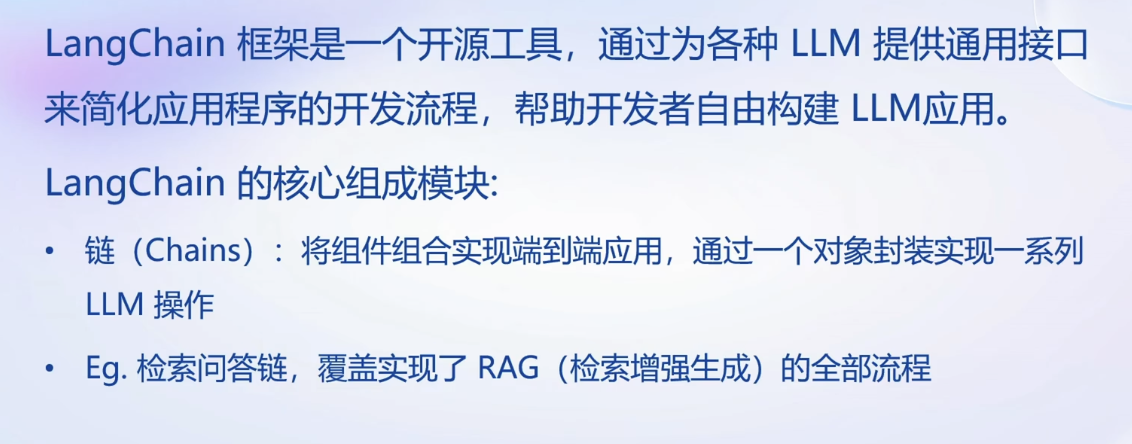 LangChain 框架是一个开源工具，通过为各种 LLM 提供通用接口
来简化应用程序的开发流程，帮助开发者自由构建 LLM应用。
LangChain 的核心组成模块:
• 链（Chains）：将组件组合实现端到端应用，通过一个对象封装实现一系列
LLM 操作
• Eg. 检索问答链，覆盖实现了 RAG（检索增强生成）的全部流程